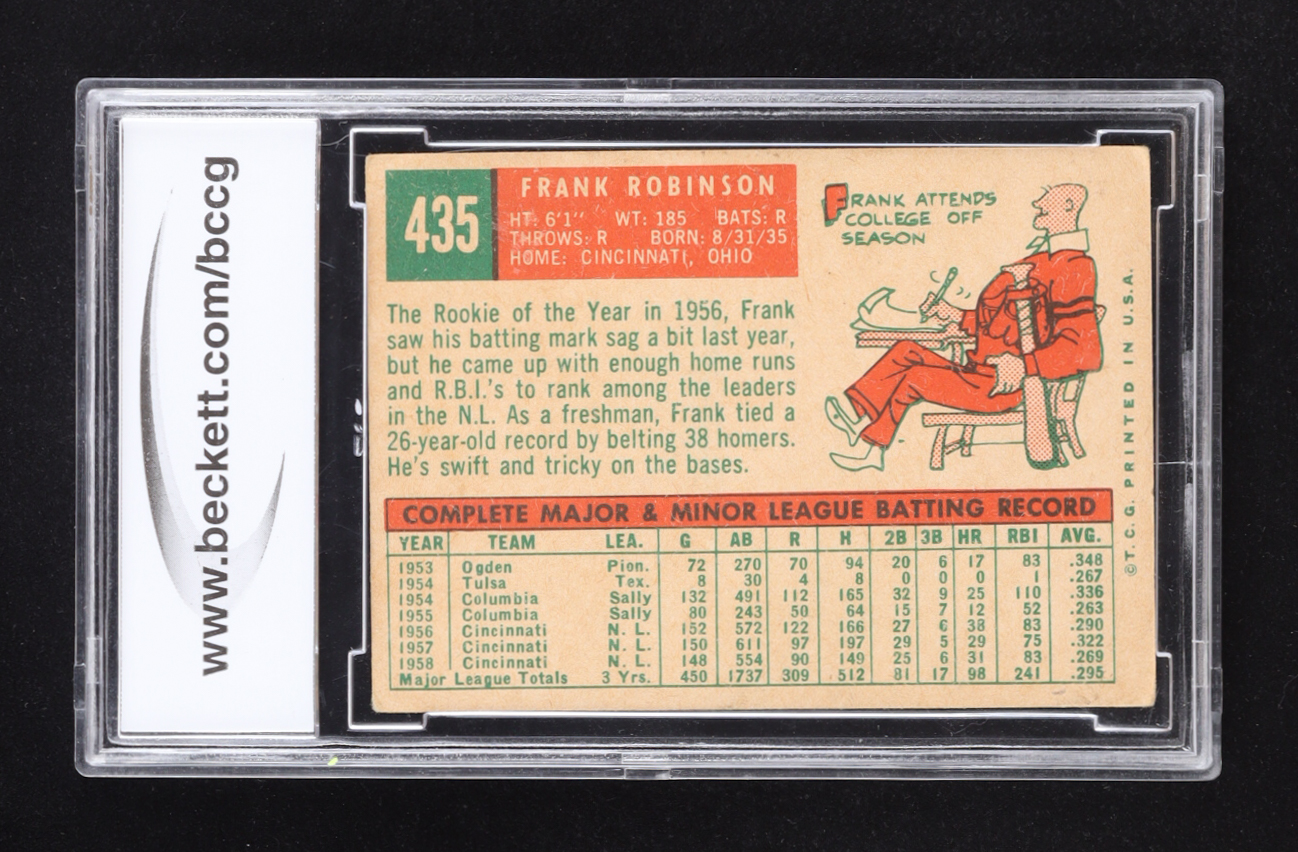 www.beckett.com/bccg
435
FRANK ROBINSON
HT: 6'1" WT: 185 BATS: R
THROWS: R BORN: 8/31/35
HOME: CINCINNATI, OHIO
FRANK ATTENDS
COLLEGE OFF
SEASON
The Rookie of the Year in 1956, Frank
saw his batting mark sag a bit last year,
but he came up with enough home runs
and R.B.I.'s to rank among the leaders
in the N.L. As a freshman, Frank tied a
26-year-old record by belting 38 homers.
He's swift and tricky on the bases.
COMPLETE MAJOR & MINOR LEAGUE BATTING RECORD
YEAR TEAM LEA. G AB R H 2B 3B HR RBI AVG.
1953 Ogden Pion. 72 270 70 94 20 6 17 83 .348
1954 Tulsa Tex. 8 30 4 8 0 0 0 1 .267
1954 Columbia Sally 132 491 112 165 32 9 25 110 .336
1955 Columbia Sally 80 243 50 64 15 7 12 52 .263
1956 Cincinnati N. L. 152 572 122 166 27 6 38 83 .290
1957 Cincinnati N. L. 150 611 97 197 29 5 29 75 .322
1958 Cincinnati N. L. 148 554 90 149 25 6 31 83 .269
Major League Totals 3 Yrs. 450 1737 309 512 81 17 98 241 .295
©T.C.G. PRINTED IN U.S.A.